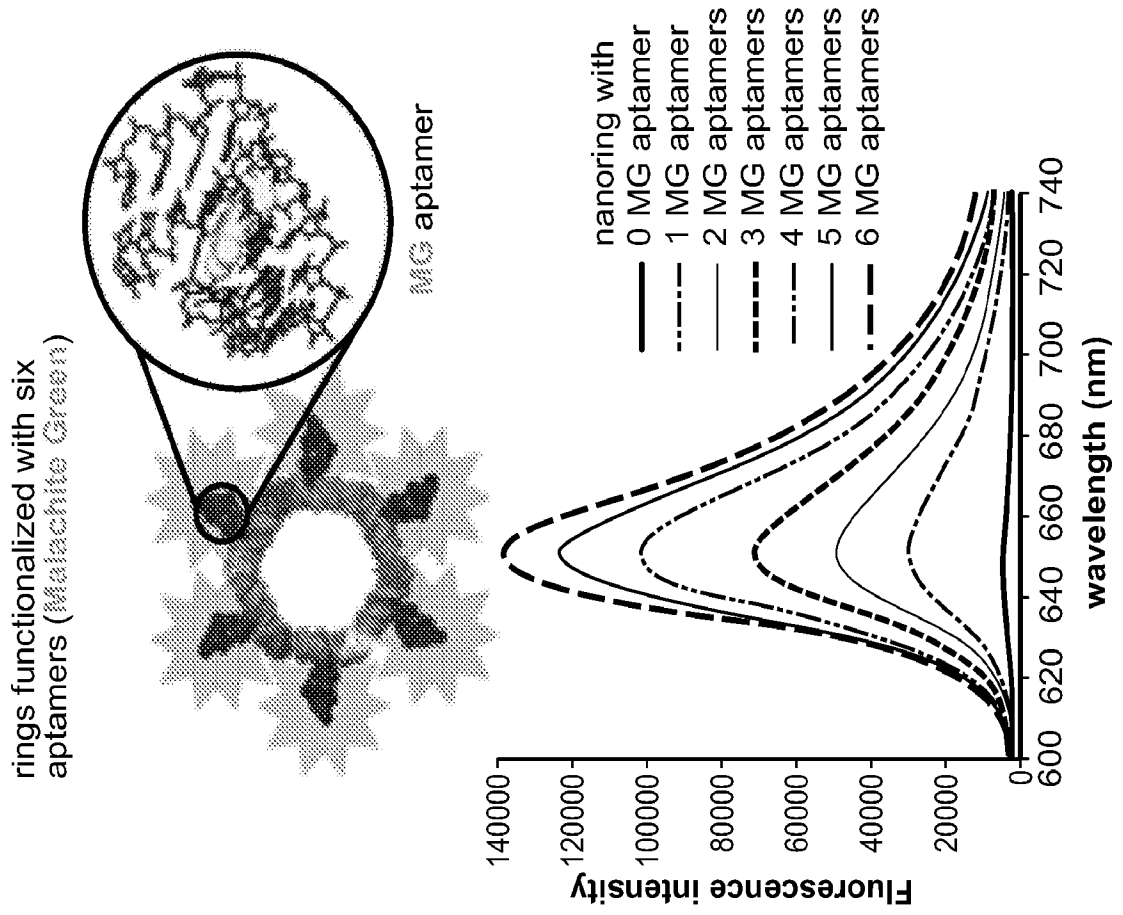 rings functionalized with six
aptamers (Malachite Green)
MG aptamer
Fluorescence intensity
140000
120000
100000
80000
60000
40000
20000
0
600
620
640
660
680
700
720
740
wavelength (nm)
nanoring with
0 MG aptamer
1 MG aptamer
2 MG aptamers
3 MG aptamers
4 MG aptamers
5 MG aptamers
6 MG aptamers